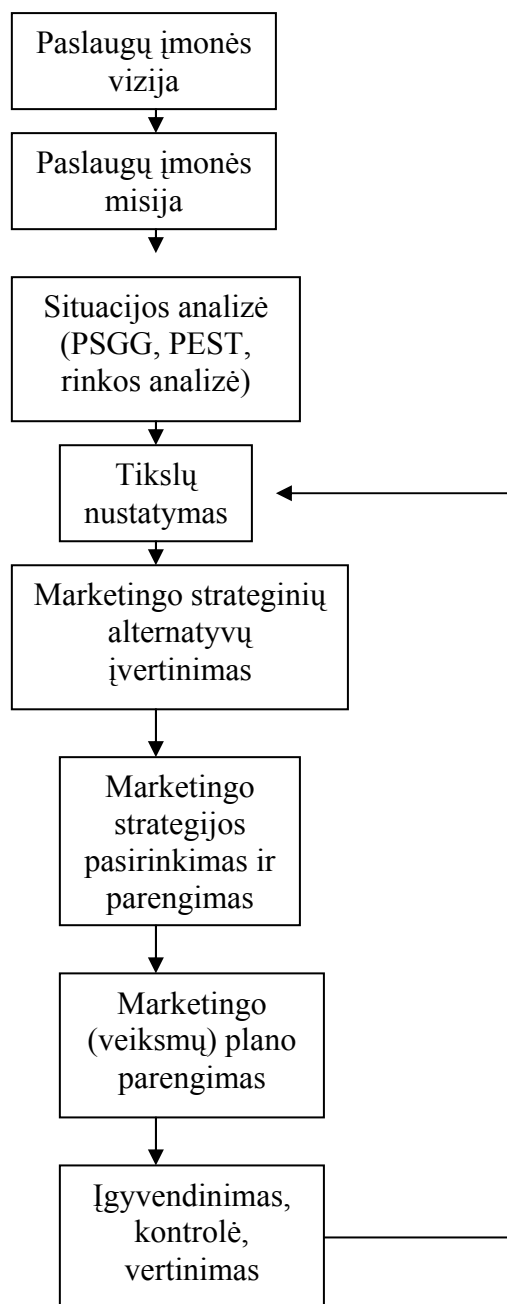 Paslaugų įmonės
vizija
Paslaugų įmonės
misija
Situacijos analizė
(PSGG, PEST,
rinkos analizė)
Tikslų
nustatymas
Marketingo strateginių
alternatyvų
įvertinimas
Marketingo
strategijos
pasirinkimas ir
parengimas
Marketingo
(veiksmų) plano
parengimas
Įgyvendinimas,
kontrolė,
vertinimas